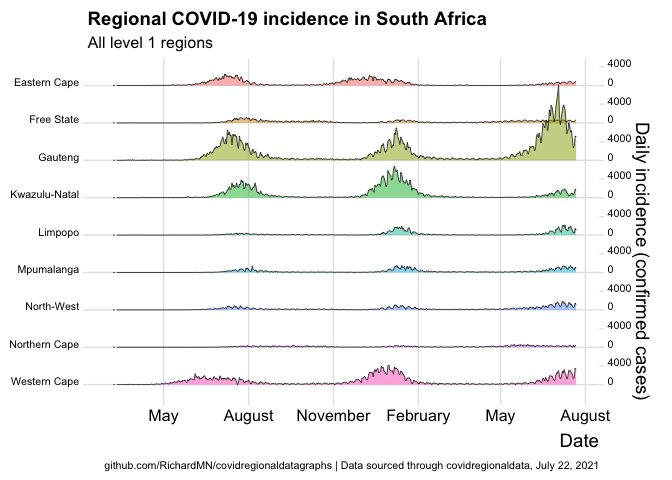 Regional COVID-19 incidence in South Africa
All level 1 regions
Eastern Cape
Free State
Gauteng
Kwazulu-Natal
Limpopo
Mpumalanga
North-West
Northern Cape
Western Cape
4000
0
4000
0
4000
0
4000
0
4000
0
4000
0
4000
0
4000
0
4000
0
Daily incidence (confirmed cases)
May
August
November
February
May
August
Date
github.com/RichardMN/covidregionaldatagraphs | Data sourced through covidregionaldata, July 22, 2021